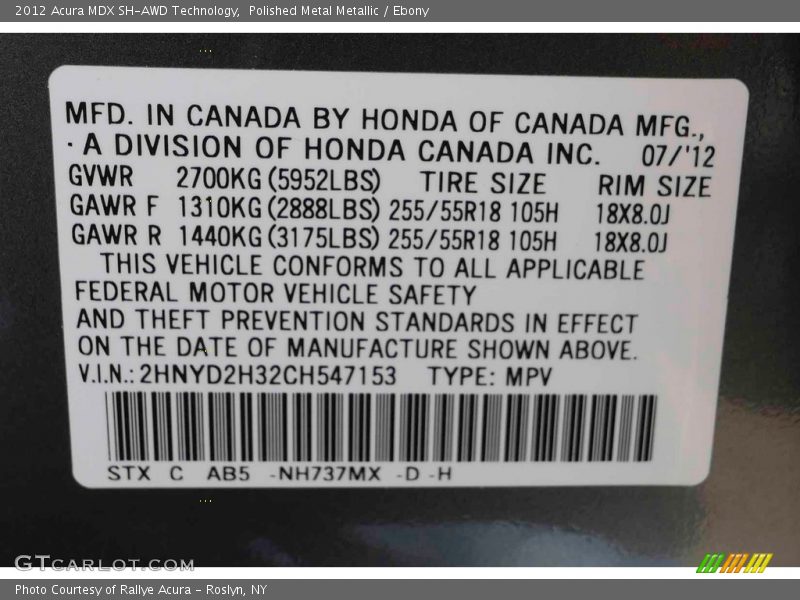 2012 Acura MDX SH-AWD Technology,  Polished Metal Metallic / Ebony
MFD. IN CANADA BY HONDA OF CANADA MFG.,
A DIVISION OF HONDA CANADA INC. 07/'12
GVWR 2700KG (5952LBS) TIRE SIZE RIM SIZE
GAWR F 1310KG (2888LBS) 255/55R18 105H 18X8.0J
GAWR R 1440KG (3175LBS) 255/55R18 105H 18X8.0J
THIS VEHICLE CONFORMS TO ALL APPLICABLE
FEDERAL MOTOR VEHICLE SAFETY
AND THEFT PREVENTION STANDARDS IN EFFECT
ON THE DATE OF MANUFACTURE SHOWN ABOVE.
V.I.N.: 2HNYD2H32CH547153 TYPE: MPV
STX C AB5 -NH737MX -D -H
GTCARLOT.COM
Photo Courtesy of Rallye Acura - Roslyn, NY